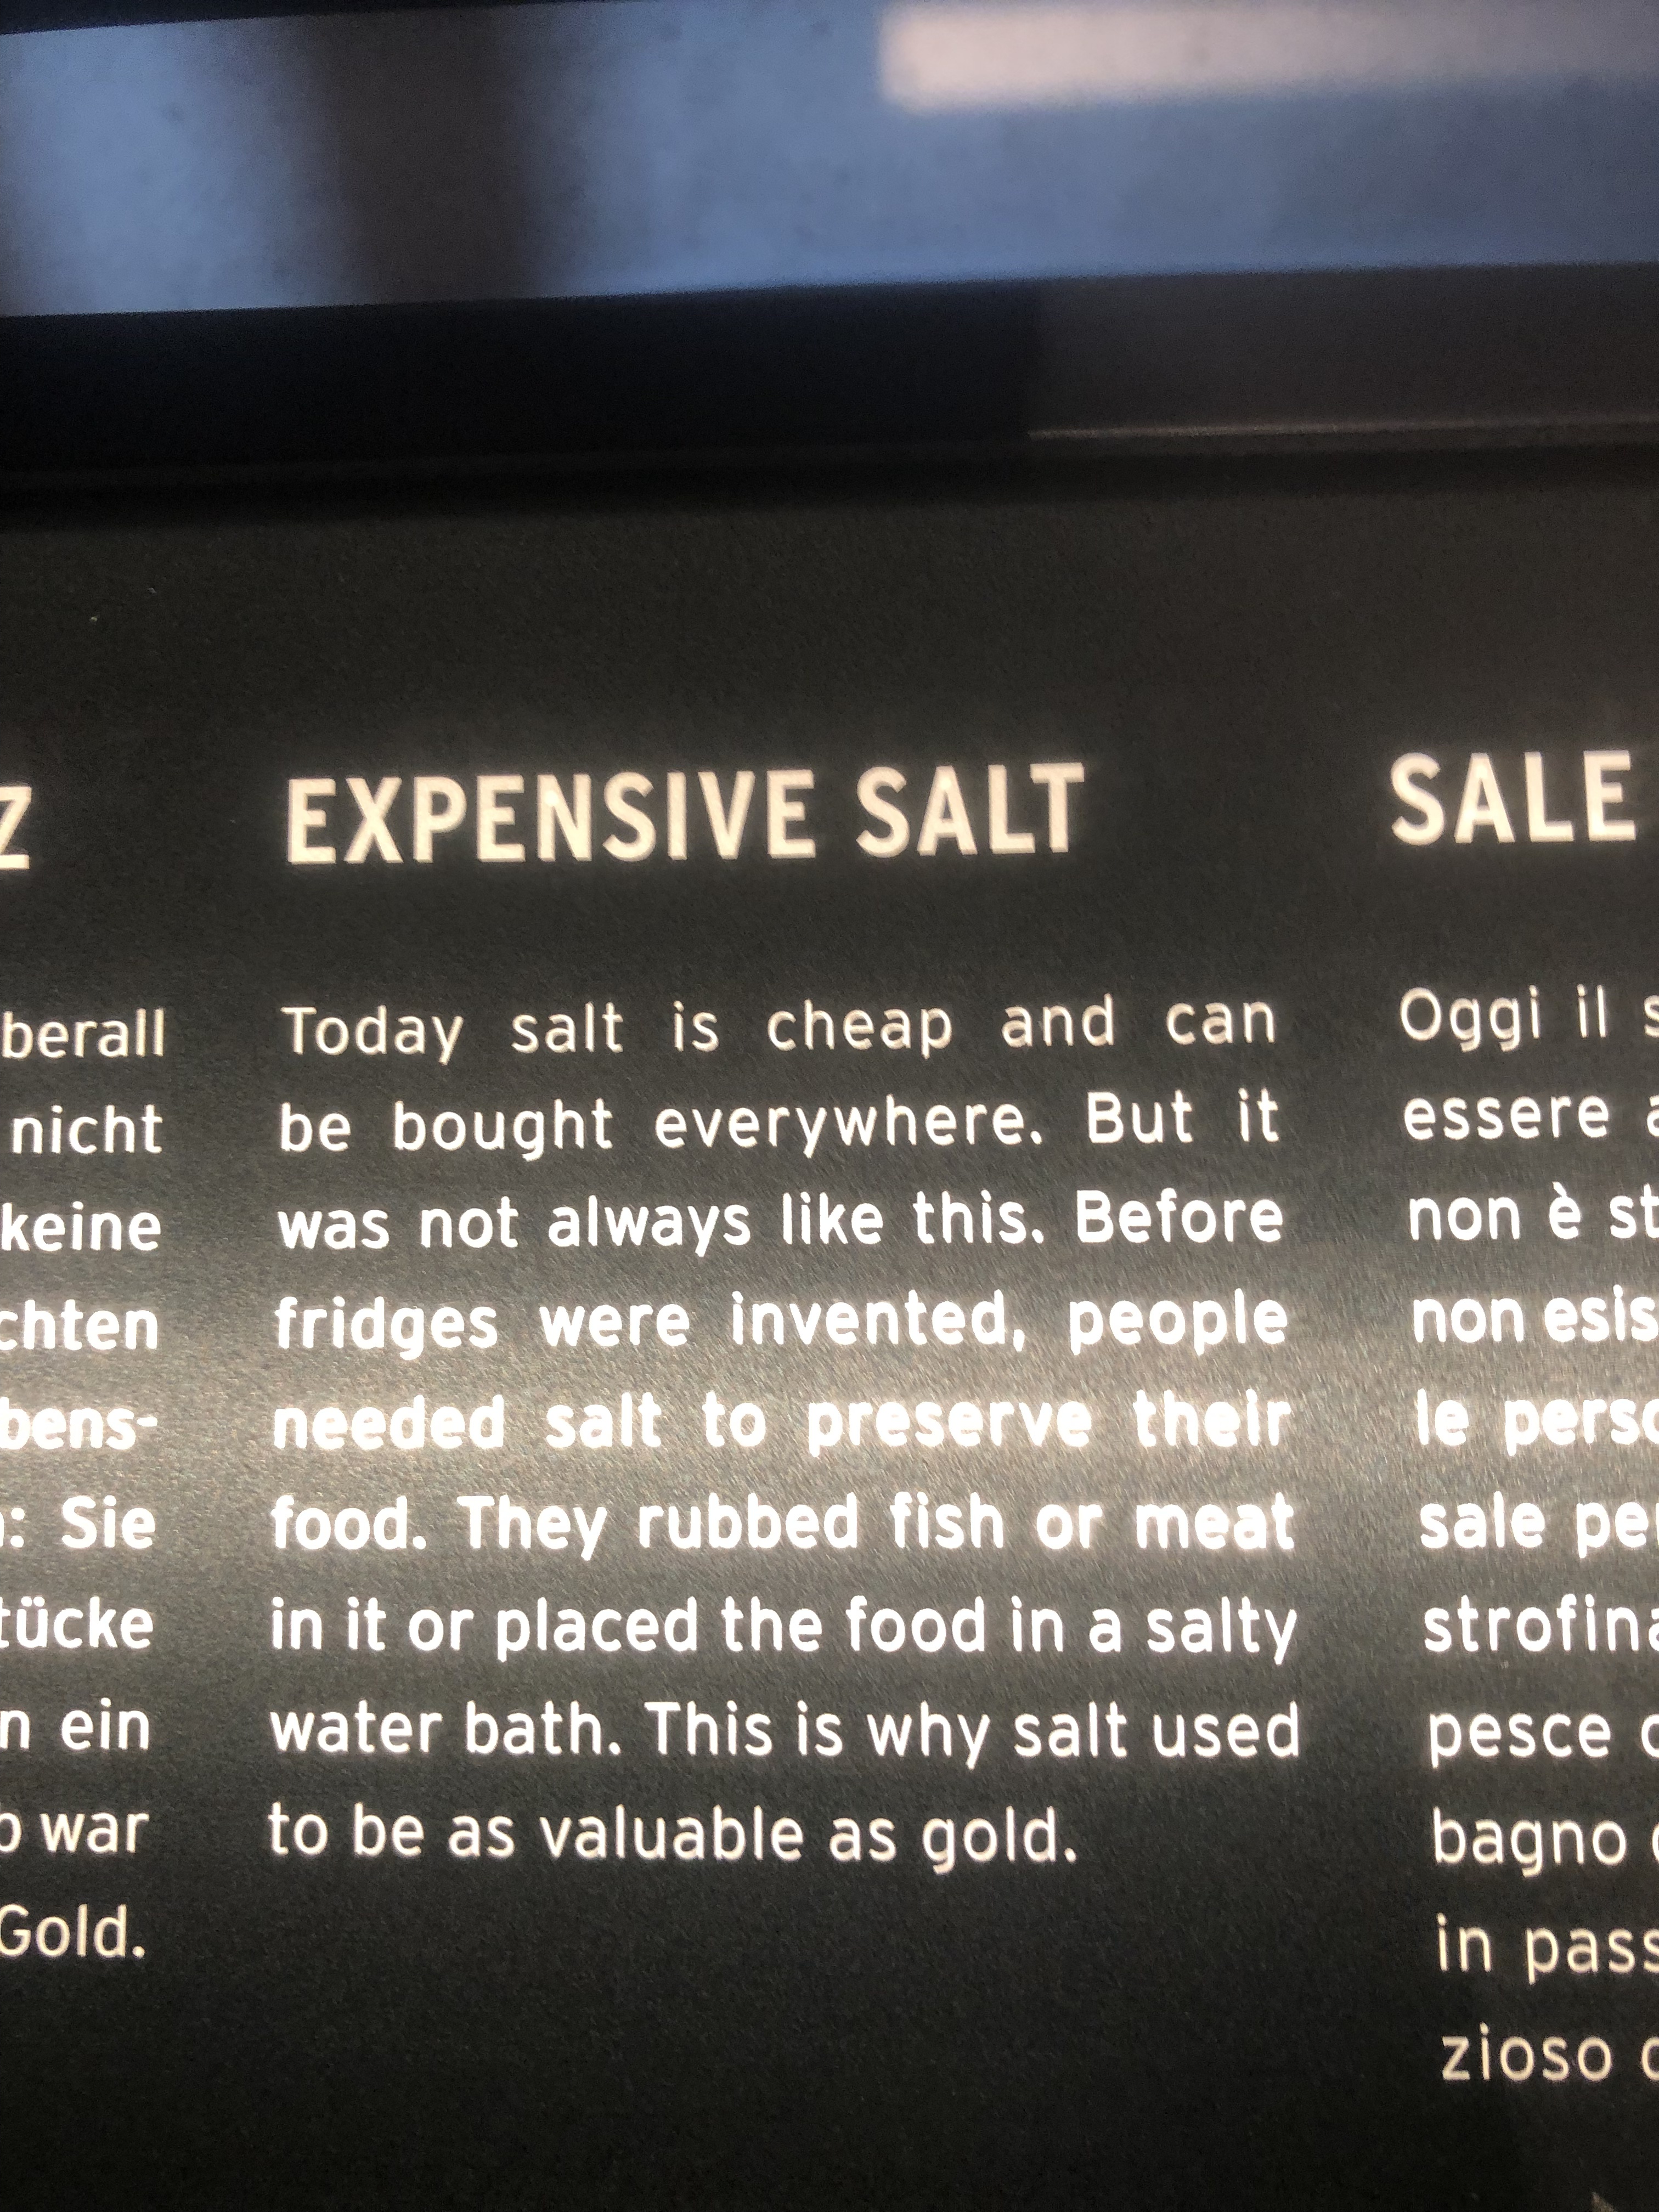 Z
berall
nicht
keine
chten
bens-
: Sie
tücke
n ein
b war
Gold.
EXPENSIVE SALT
Today salt is cheap and can
be bought everywhere. But it
was not always like this. Before
fridges were invented, people
needed salt to preserve their
food. They rubbed fish or meat
in it or placed the food in a salty
water bath. This is why salt used
to be as valuable as gold.
SALE
Oggi il s
essere a
non è st
non esis
le perso
sale per
strofina
pesce o
bagno
in pass
zioso